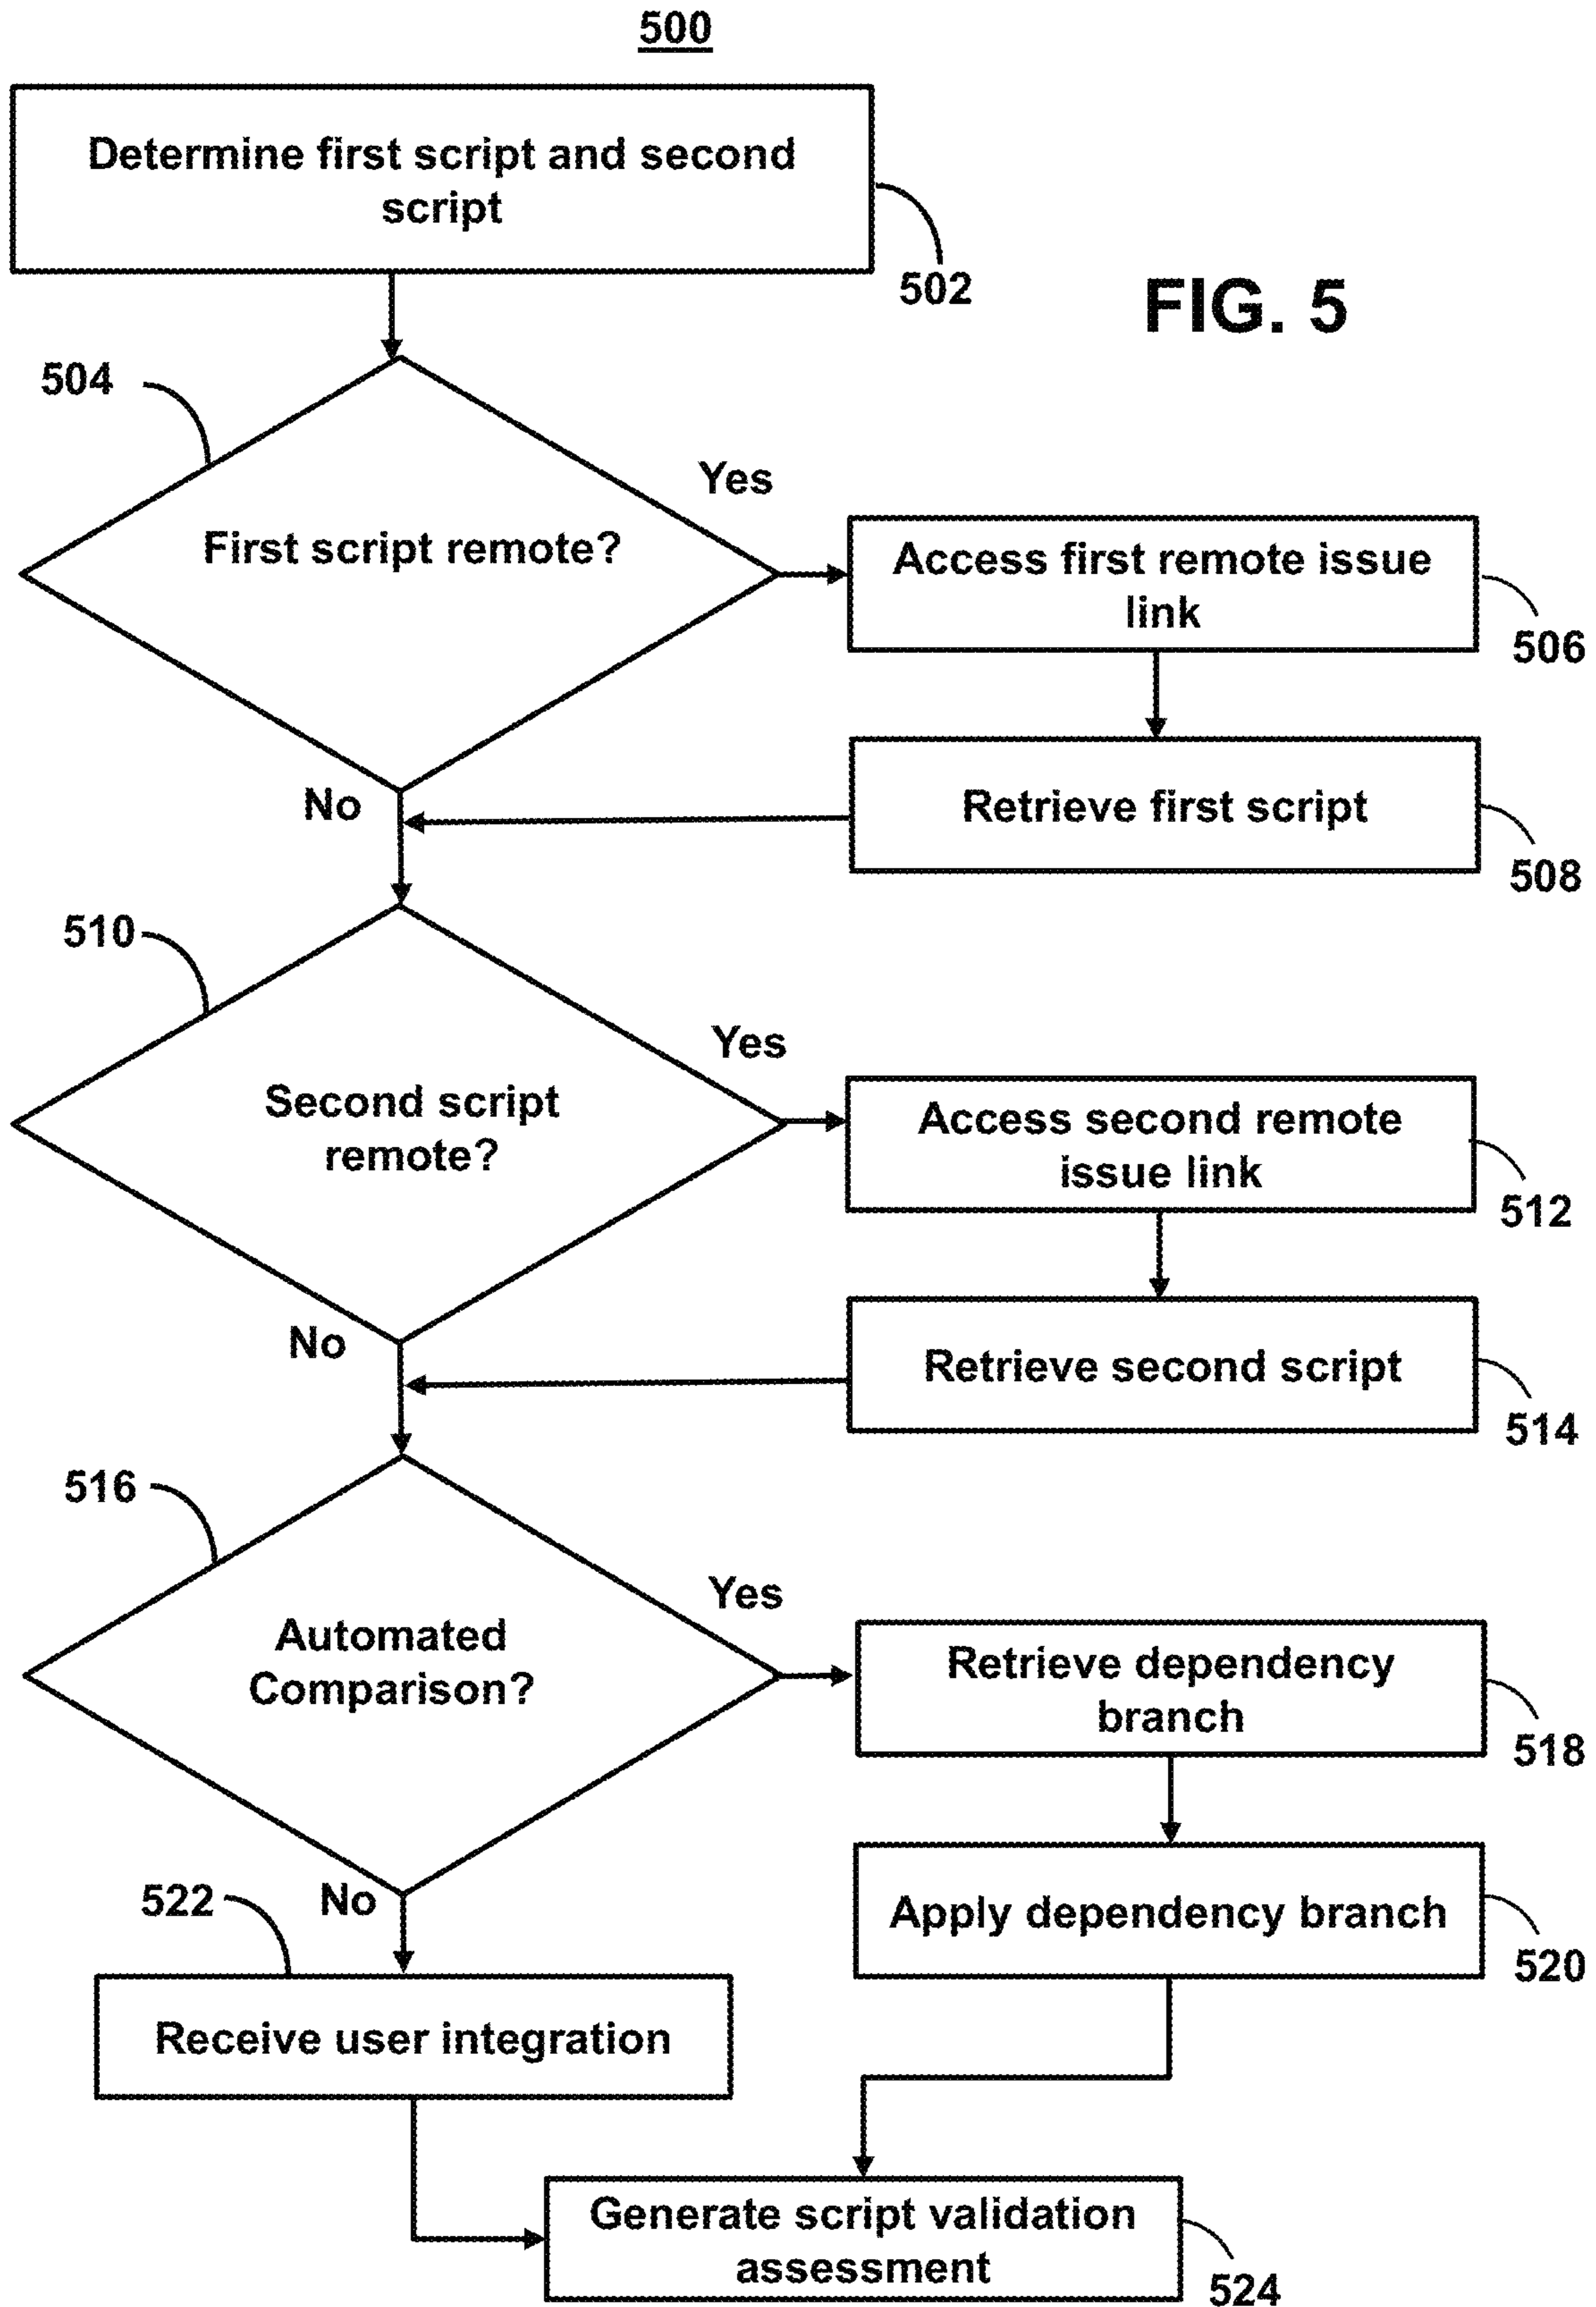 500
Determine first script and second
script
502
FIG. 5
504
Yes
First script remote?
Access first remote issue
link
506
No
Retrieve first script
508
510
Yes
Second script
remote?
Access second remote
issue link
512
No
Retrieve second script
514
516
Yes
Automated
Comparison?
Retrieve dependency
branch
518
No
522
Apply dependency branch
520
Receive user integration
Generate script validation
assessment
524